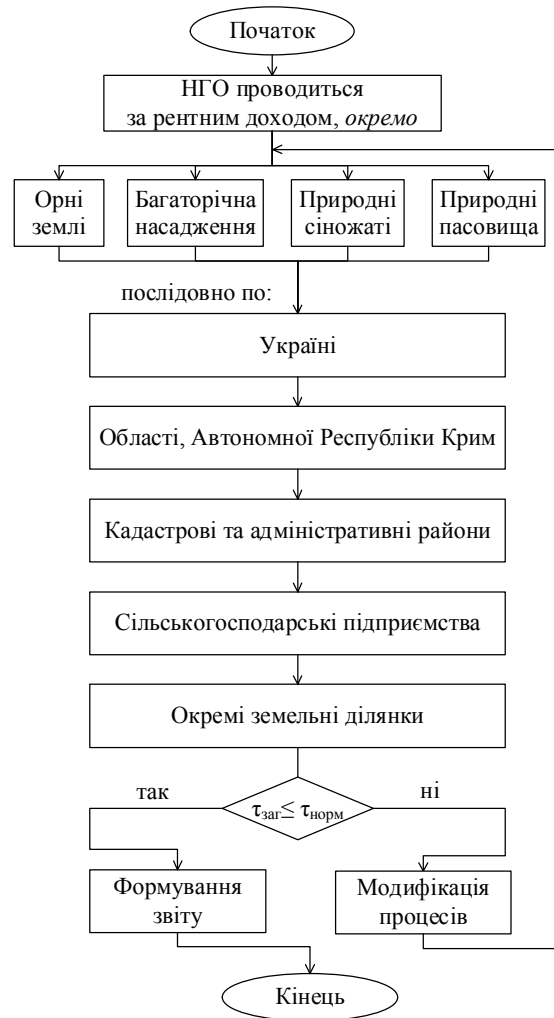 Початок
НГО проводиться
за рентним доходом, окремо
Орні
землі
Багаторічна
насадження
Природні
сіножаті
Природні
пасовища
послідовно по:
Україні
Області, Автономної Республіки Крим
Кадастрові та адміністративні райони
Сільськогосподарські підприємства
Окремі земельні ділянки
так
τзаг≤ τнорм
ні
Формування
звіту
Модифікація
процесів
Кінець